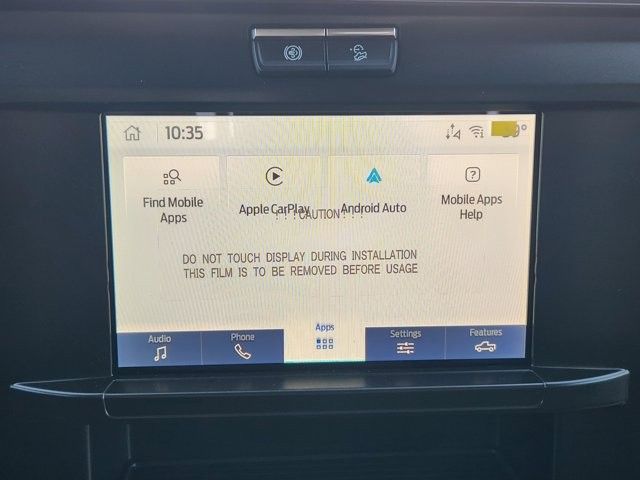 10:35
Find Mobile
Apps
Apple CarPlay
Android Auto
Mobile Apps
Help
!!!CAUTION!!!
DO NOT TOUCH DISPLAY DURING INSTALLATION
THIS FILM IS TO BE REMOVED BEFORE USAGE
Audio
Phone
Apps
Settings
Features